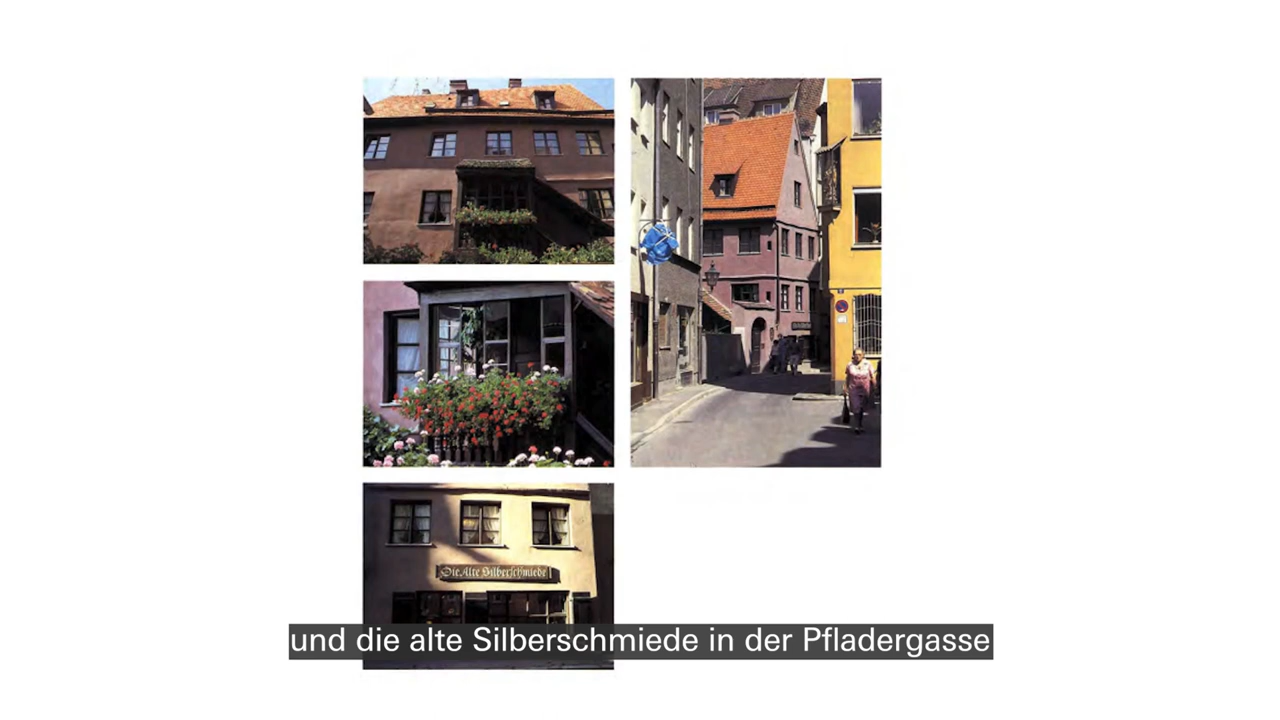 Die Alte Silberschmiede
und die alte Silberschmiede in der Pfladergasse